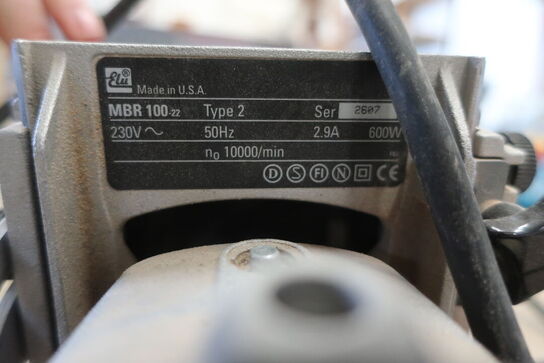 Elu Made in U.S.A.
MBR 100-22 Type 2 Ser 2607
230V ~ 50Hz 2.9A 600W
n₀ 10000/min
D S FI N CE